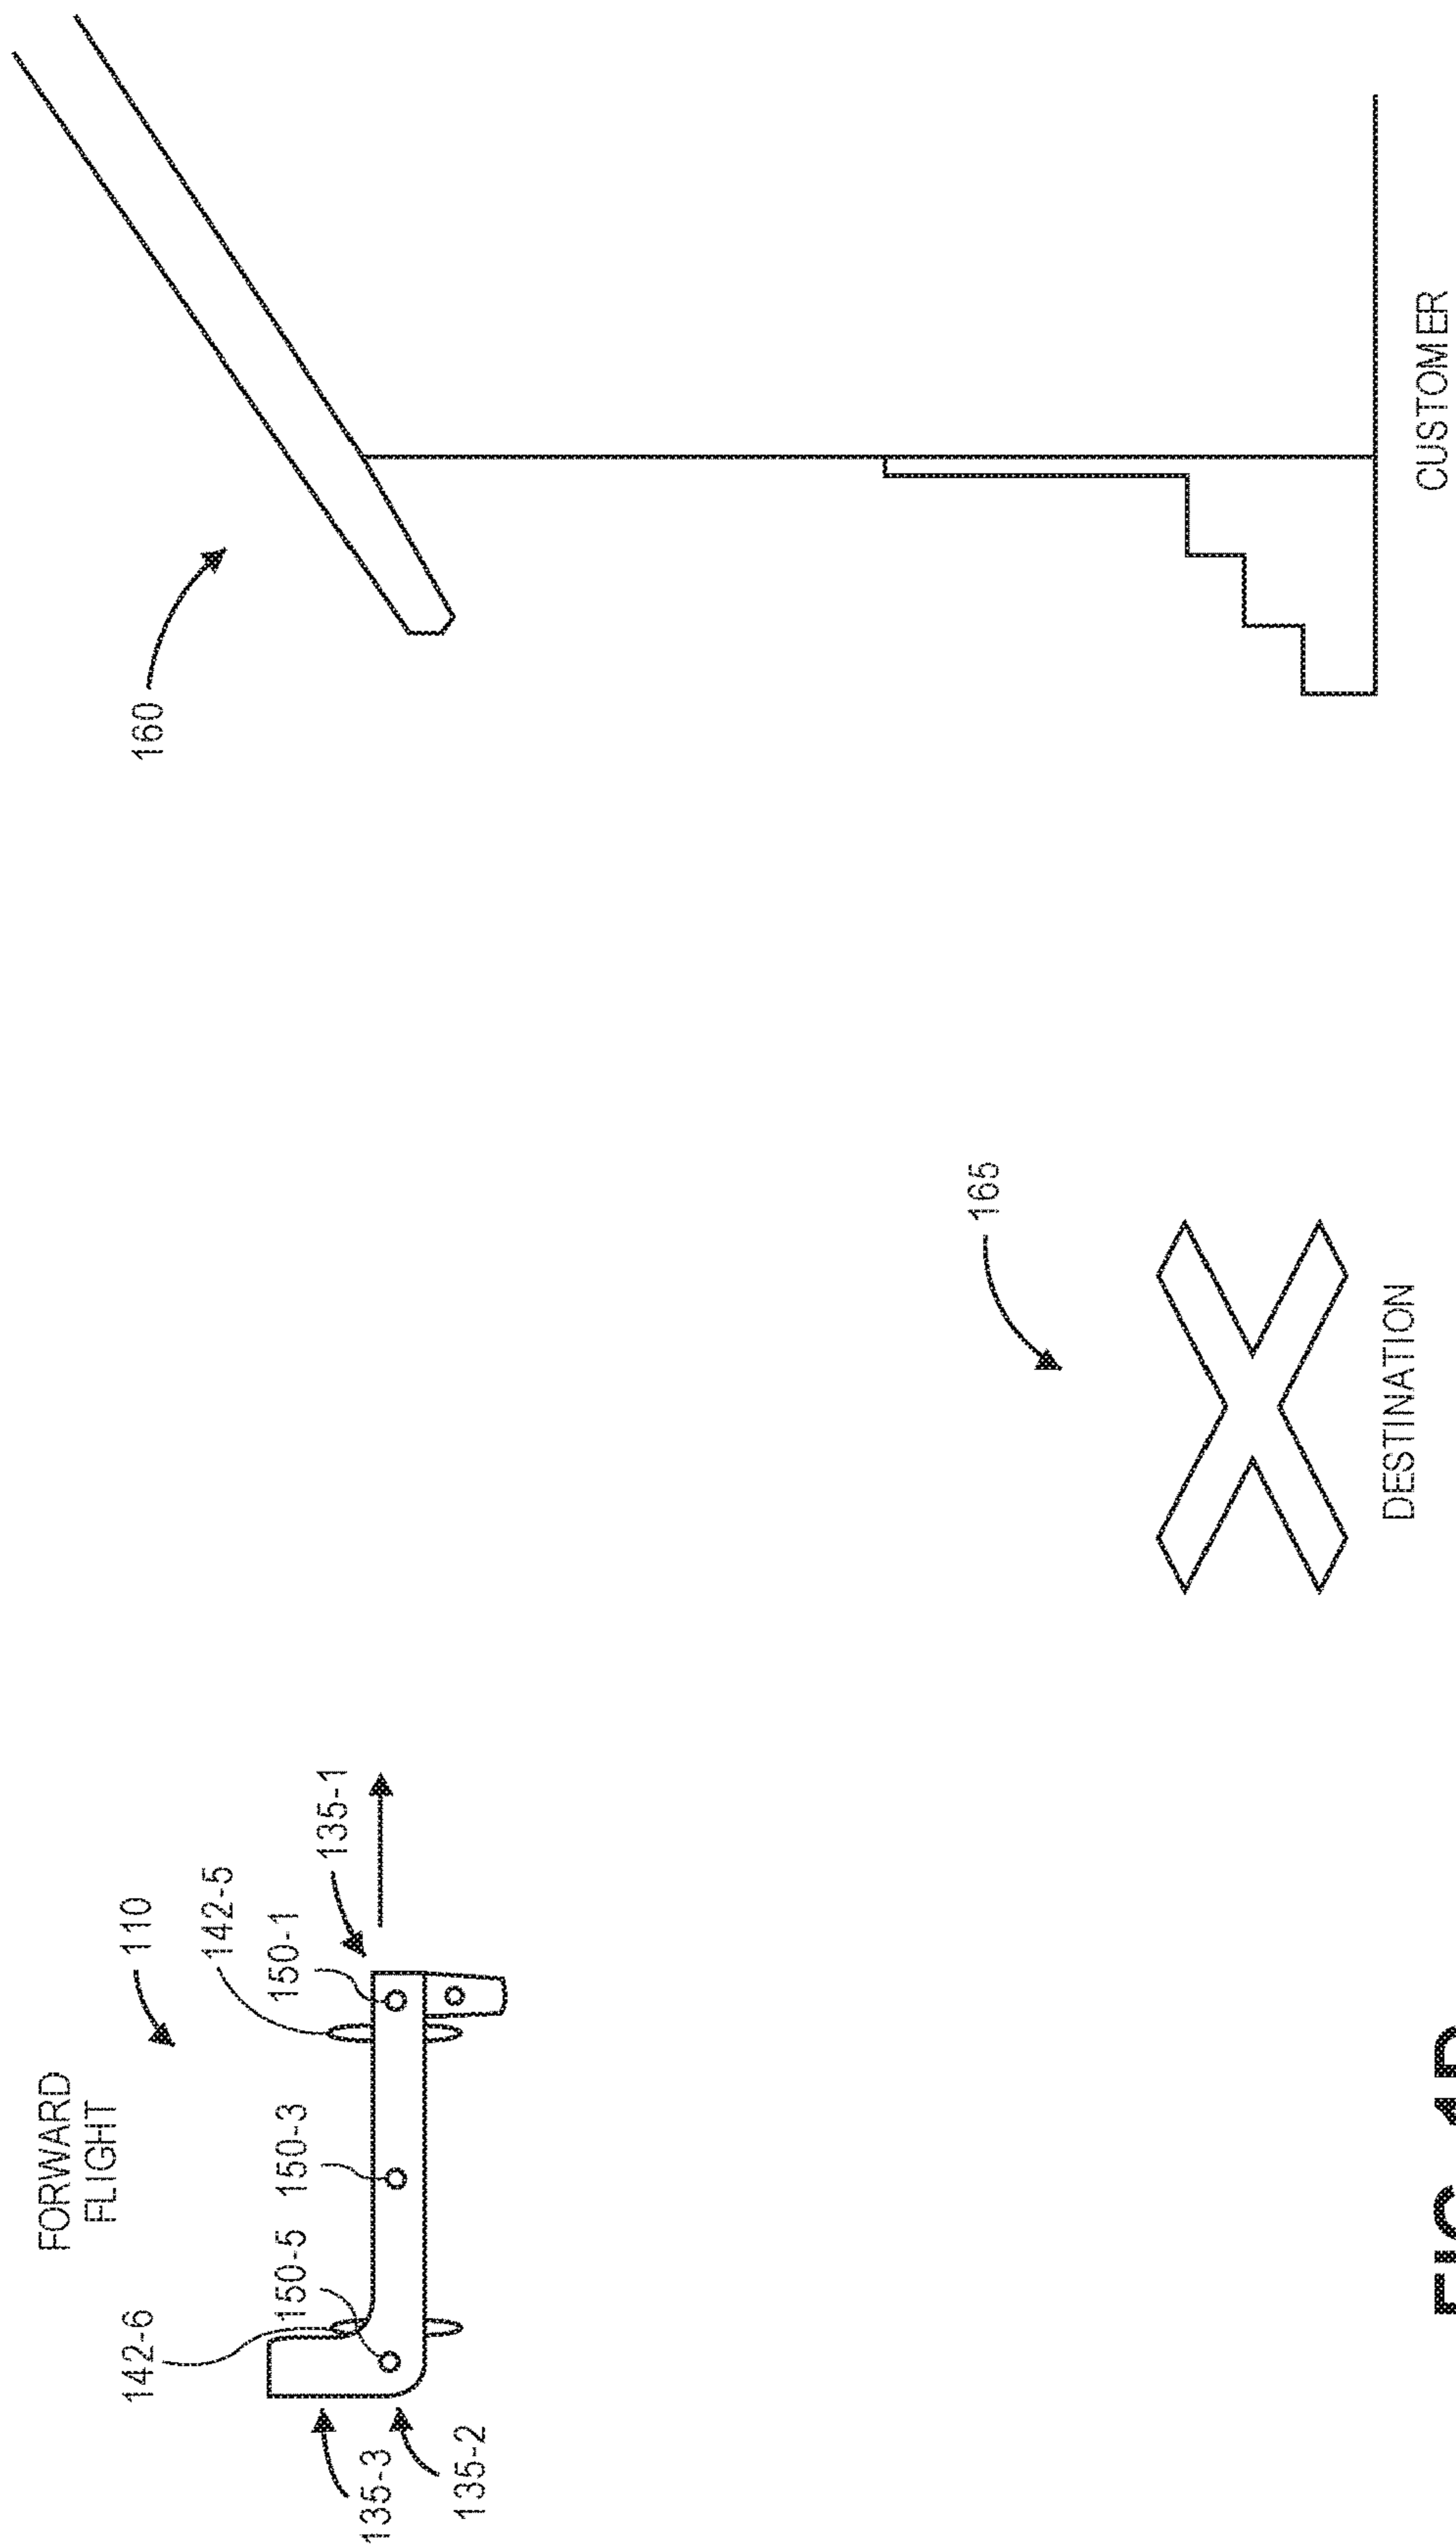 FORWARD
FLIGHT
142-6
110
160
142-5
150-5
150-3
150-1
135-1
135-3
135-2
165
DESTINATION
CUSTOMER